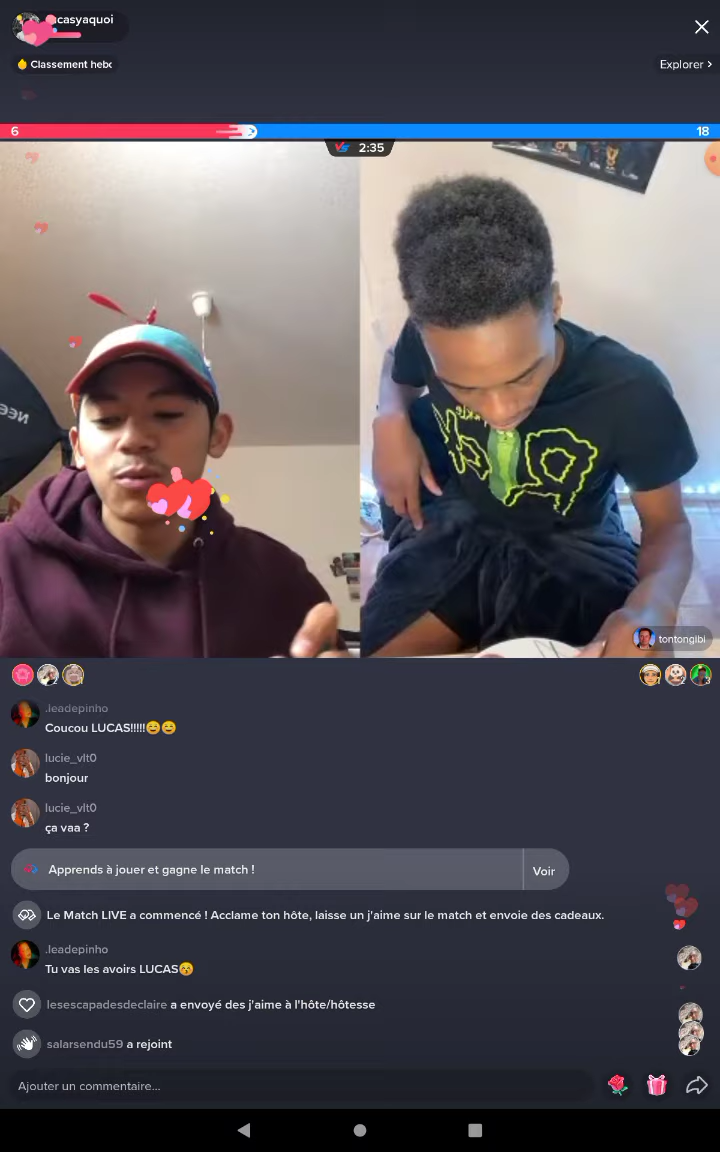 casyaquoi
Classement heb
Explorer >
6
18
VS 2:35
NEE
tontongibi
.leadepinho
Coucou LUCAS!!!!!😄😄
lucie_vlt0
bonjour
lucie_vlt0
ça vaa ?
Apprends à jouer et gagne le match !
Voir
Le Match LIVE a commencé ! Acclame ton hôte, laisse un j'aime sur le match et envoie des cadeaux.
.leadepinho
Tu vas les avoirs LUCAS😚
lesescapadesdeclaire a envoyé des j'aime à l'hôte/hôtesse
salarsendu59 a rejoint
Ajouter un commentaire...